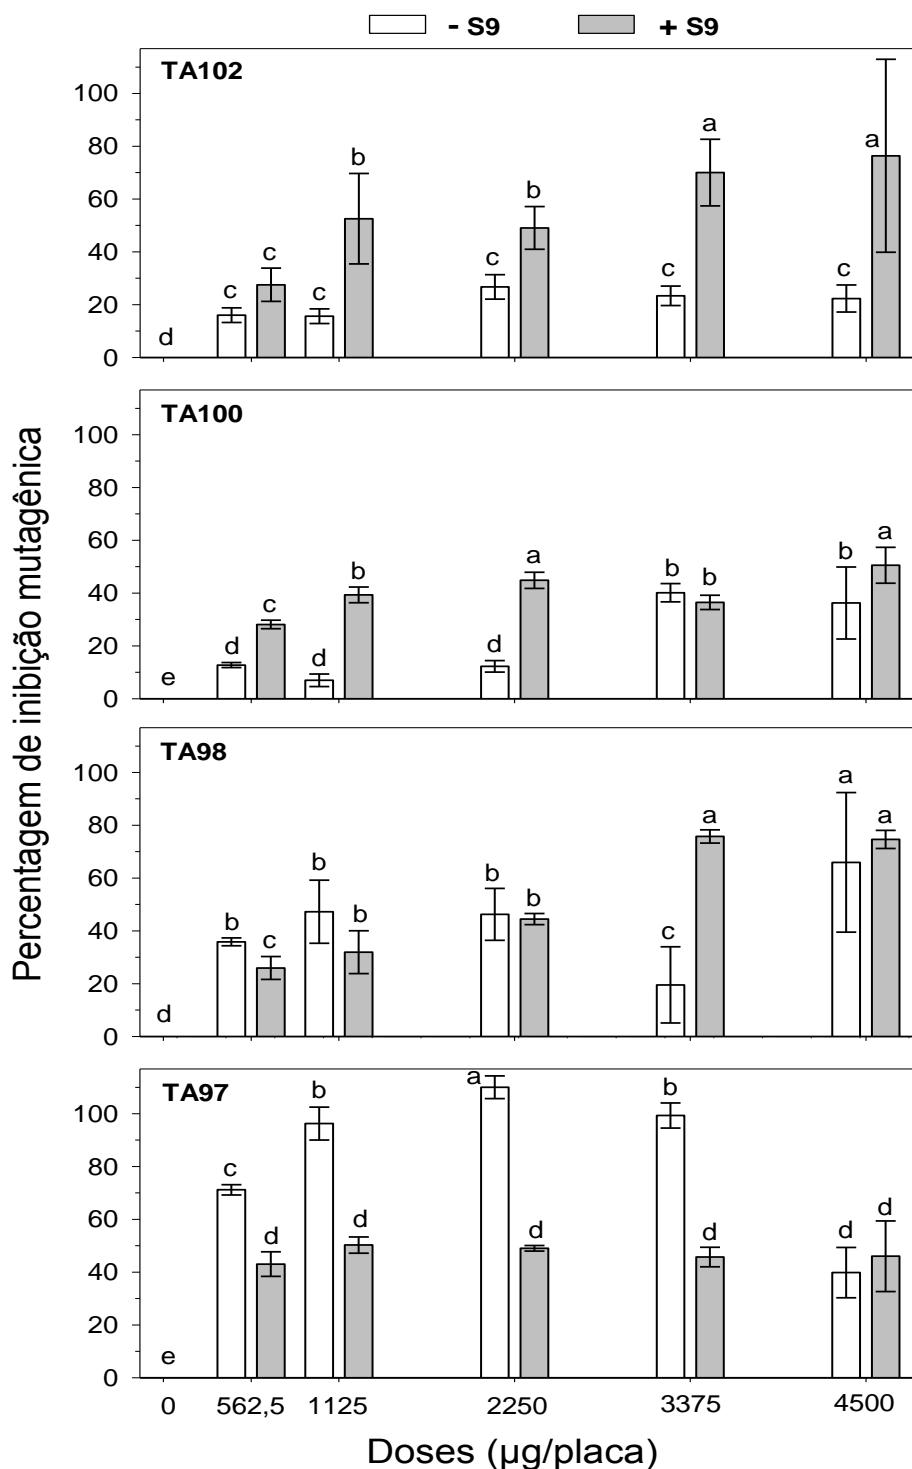 - S9 + S9
TA102
100
80
60
40
20
0
d c c c b c b c a c a
TA100
100
80
60
40
20
0
e d c d b d a b b b a
TA98
100
80
60
40
20
0
d b c b b b b c a a a
TA97
100
80
60
40
20
0
e c d b d a d b d d d
0 562,5 1125 2250 3375 4500
Doses (µg/placa)
Percentagem de inibição mutagênica